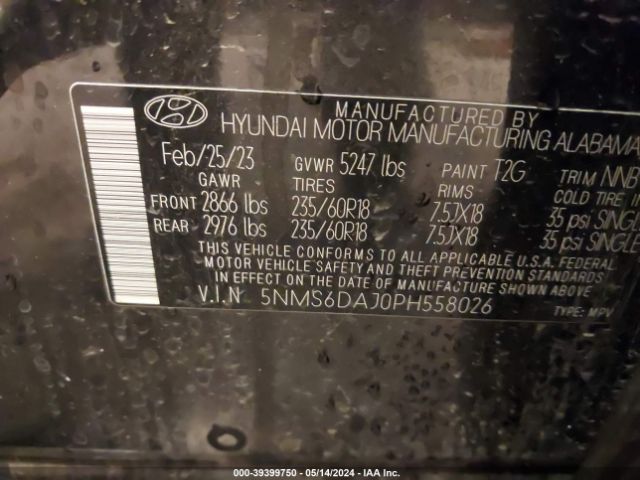 MANUFACTURED BY
HYUNDAI MOTOR MANUFACTURING ALABAMA
Feb/25/23 GVWR 5247 lbs PAINT T2G TRIM NNB
GAWR TIRES RIMS COLD TIRE IN
FRONT 2866 lbs 235/60R18 7.5JX18 35 psi SINGLE
REAR 2976 lbs 235/60R18 7.5JX18 35 psi SINGLE
THIS VEHICLE CONFORMS TO ALL APPLICABLE U.S.A. FEDERAL
MOTOR VEHICLE SAFETY AND THEFT PREVENTION STANDARDS
IN EFFECT ON THE DATE OF MANUFACTURE SHOWN ABOVE.
V.I.N 5NMS6DAJ0PH558026 TYPE: MPV
000-39399750 - 05/14/2024 - IAA Inc.